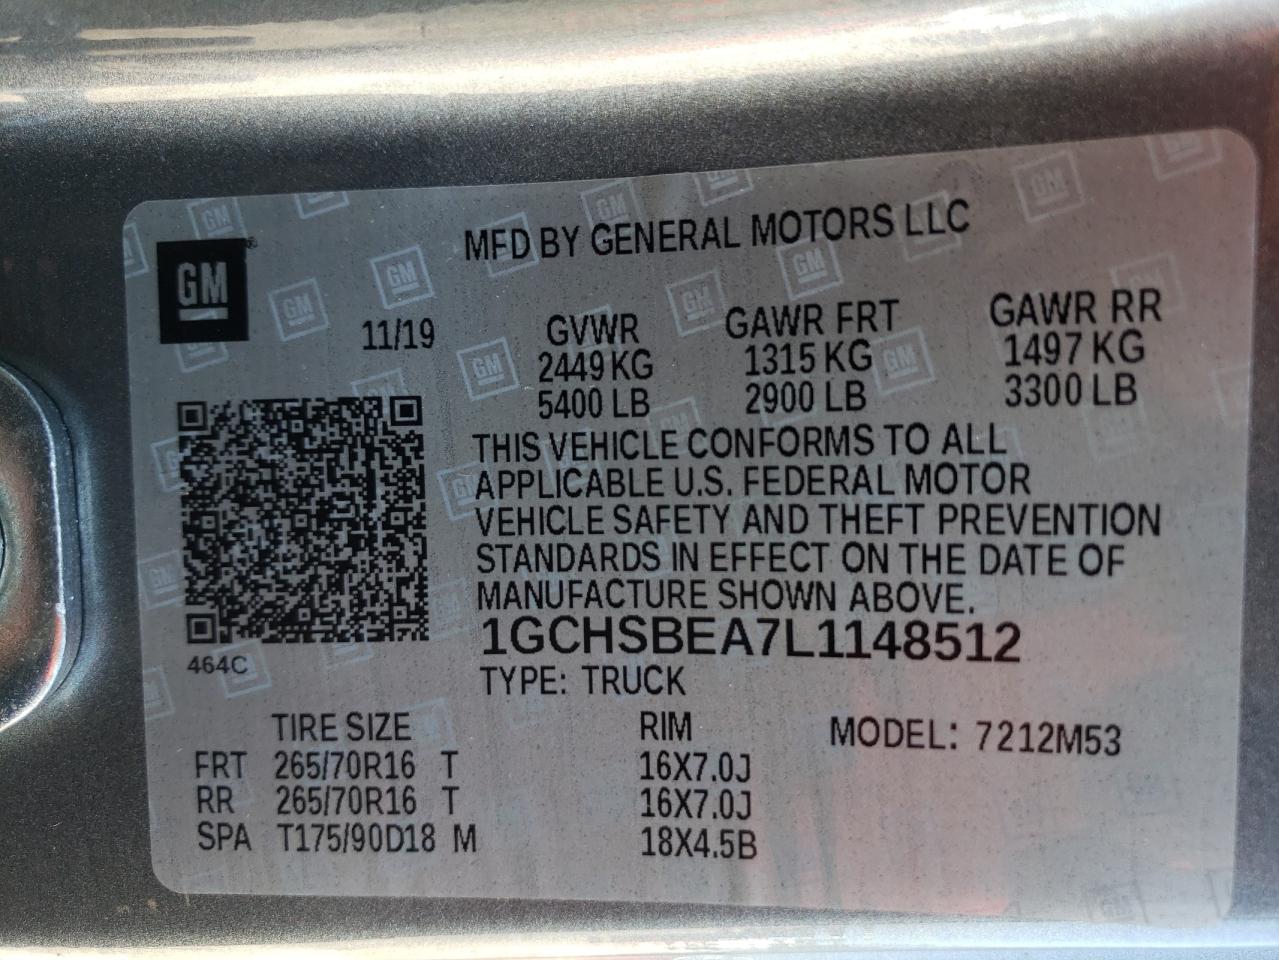 GM
MFD BY GENERAL MOTORS LLC
11/19
GVWR GAWR FRT GAWR RR
2449 KG 1315 KG 1497 KG
5400 LB 2900 LB 3300 LB
THIS VEHICLE CONFORMS TO ALL
APPLICABLE U.S. FEDERAL MOTOR
VEHICLE SAFETY AND THEFT PREVENTION
STANDARDS IN EFFECT ON THE DATE OF
MANUFACTURE SHOWN ABOVE.
1GCHSBEA7L1148512
464C
TYPE: TRUCK
TIRE SIZE RIM MODEL: 7212M53
FRT 265/70R16 T 16X7.0J
RR 265/70R16 T 16X7.0J
SPA T175/90D18 M 18X4.5B